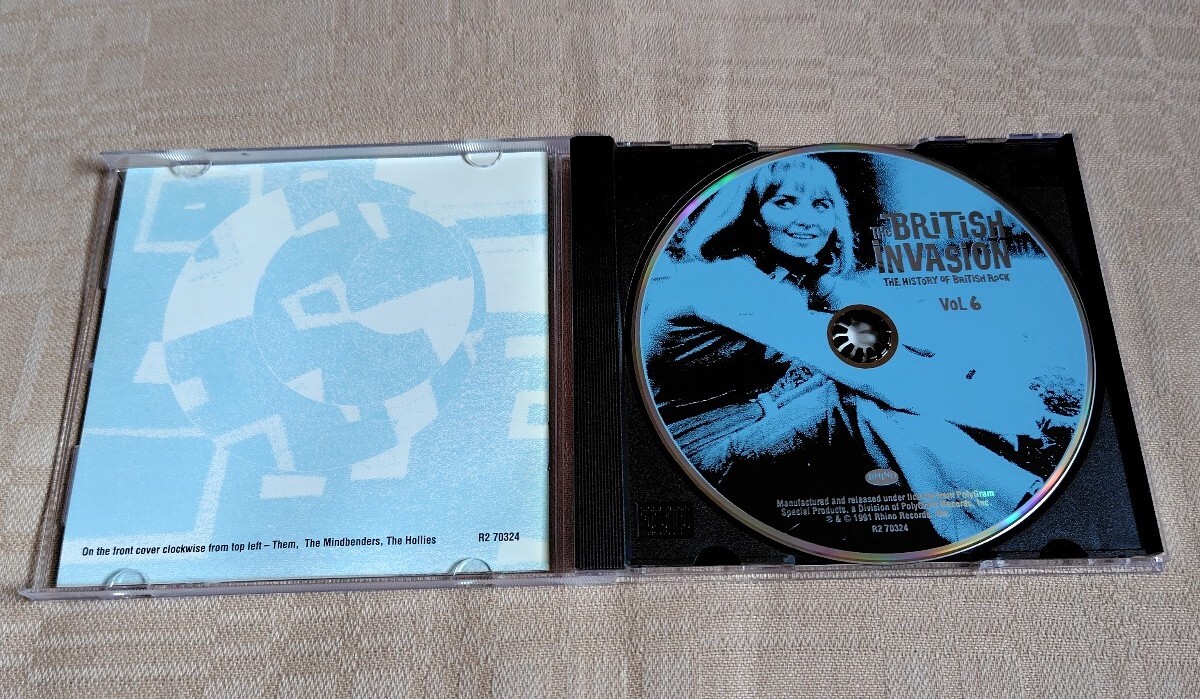 On the front cover clockwise from top left – Them, The Mindbenders, The Hollies R2 70324
THE BRiTiSH
iNVASION
THE HISTORY OF BRiTISH ROCK
VOL 6
RHINO
Manufactured and released under PolyGram
Special Products, a Division of PolyGram Records, Inc.
℗ & © 1991 Rhino Records, Inc.
R2 70324